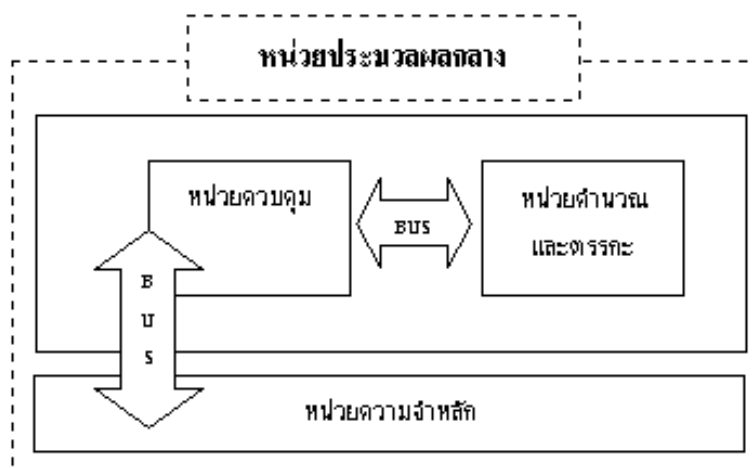 หน่วยประมวลผลกลาง
หน่วยควบคุม
BUS
หน่วยคำนวณ
และตรรกะ
B
U
S
หน่วยความจำหลัก